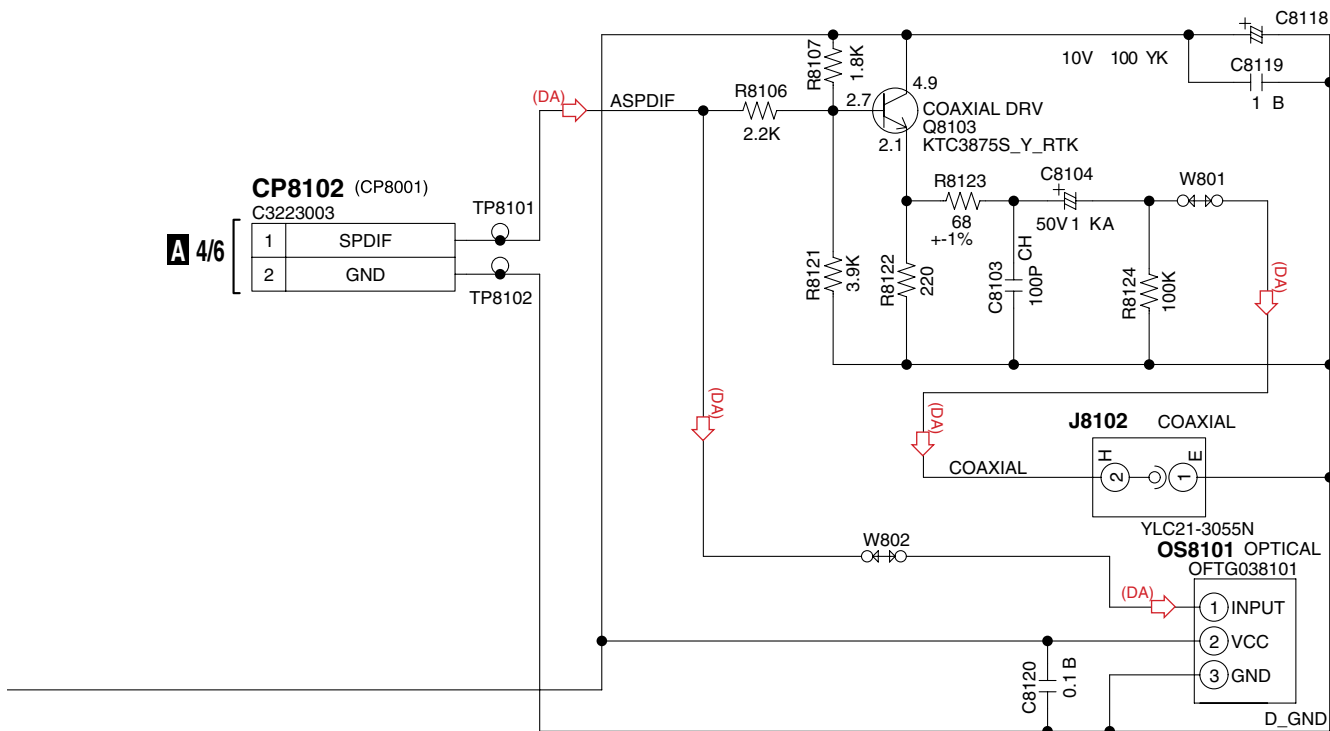 C8118
+
10V 100 YK
C8119
1 B
R8107
1.8K
(DA)
ASPDIF
R8106
2.2K
2.7
4.9
COAXIAL DRV
Q8103
KTC3875S_Y_RTK
2.1
CP8102 (CP8001)
C3223003
A 4/6
1 SPDIF
2 GND
TP8101
TP8102
R8123
68
+-1%
C8104
+
50V 1 KA
W801
R8121
3.9K
R8122
220
C8103
100P CH
R8124
100K
(DA)
(DA)
(DA)
J8102 COAXIAL
COAXIAL
H
2
1
E
YLC21-3055N
W802
OS8101 OPTICAL
OFTG038101
(DA)
1 INPUT
2 VCC
3 GND
C8120
0.1 B
D_GND